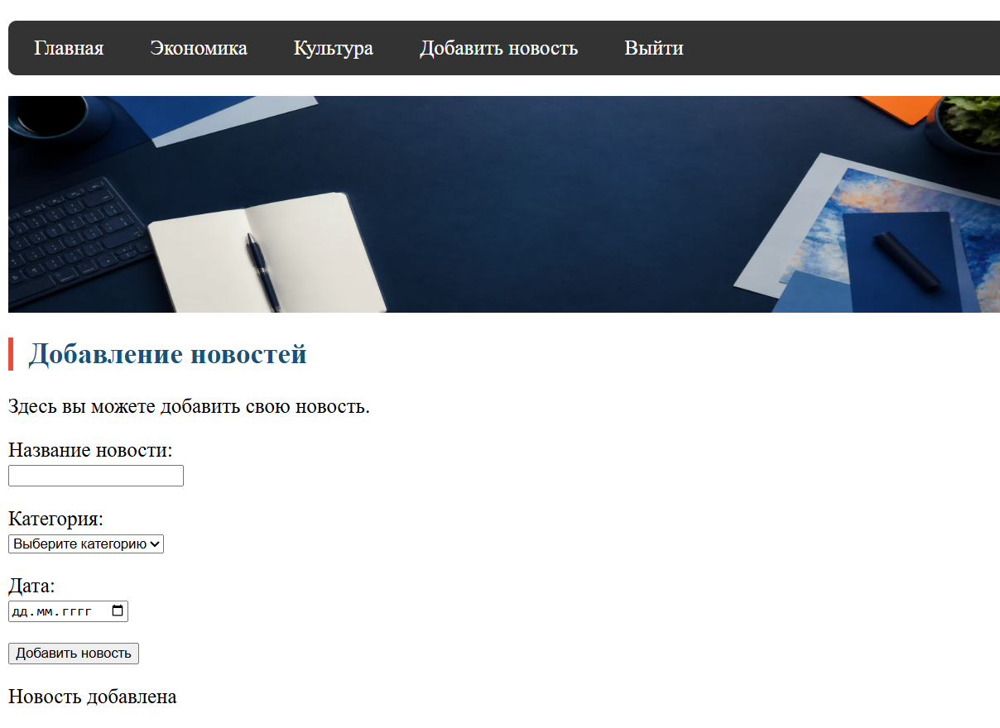 Главная Экономика Культура Добавить новость Выйти
Добавление новостей
Здесь вы можете добавить свою новость.
Название новости:
Категория:
Выберите категорию
Дата:
дд.мм.гггг
Добавить новость
Новость добавлена